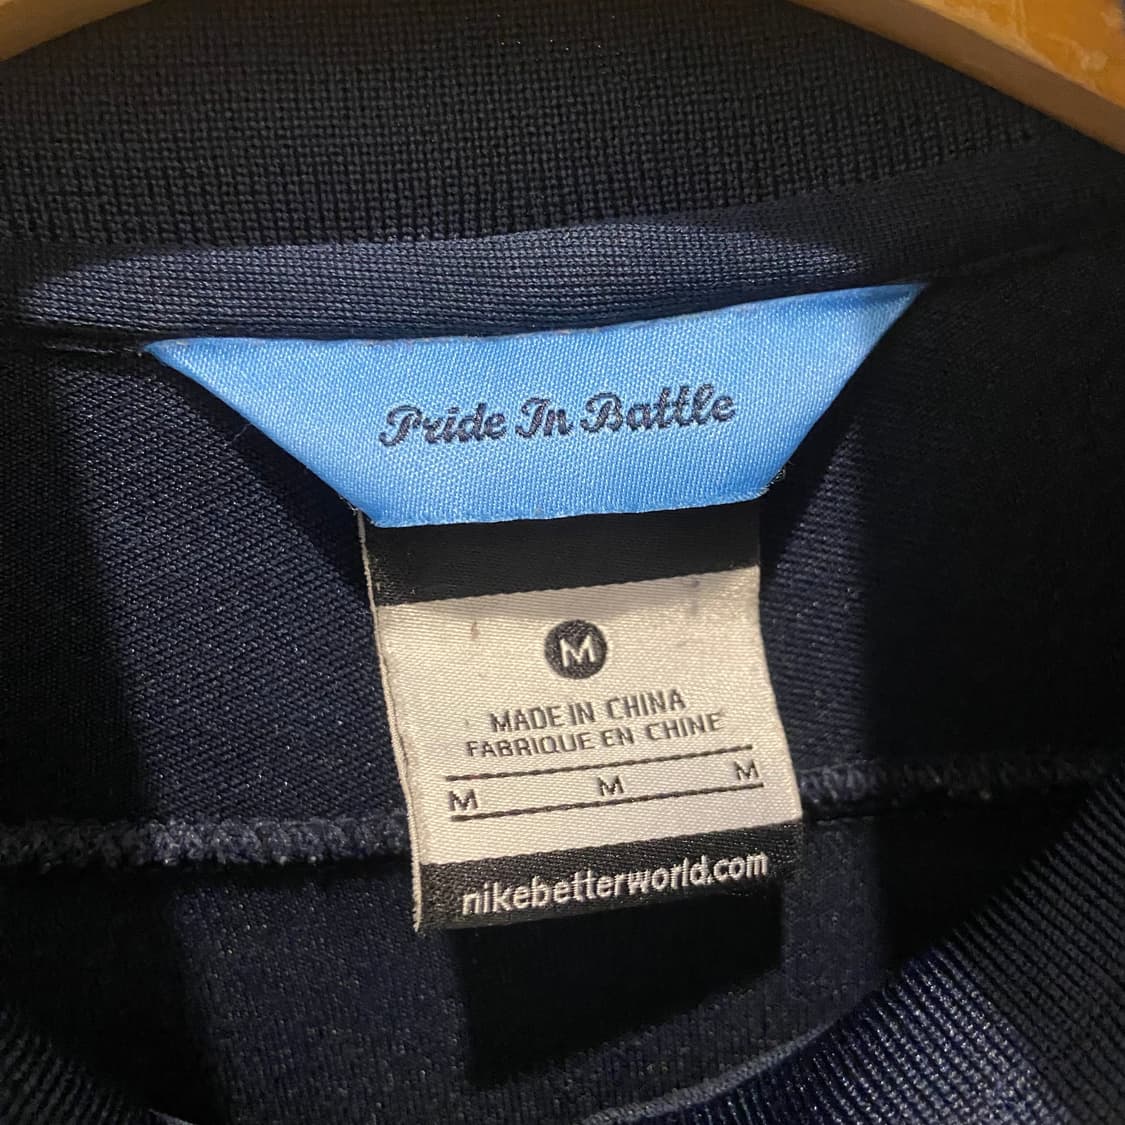 Pride In Battle
M
MADE IN CHINA
FABRIQUE EN CHINE
M M M
nikebetterworld.com